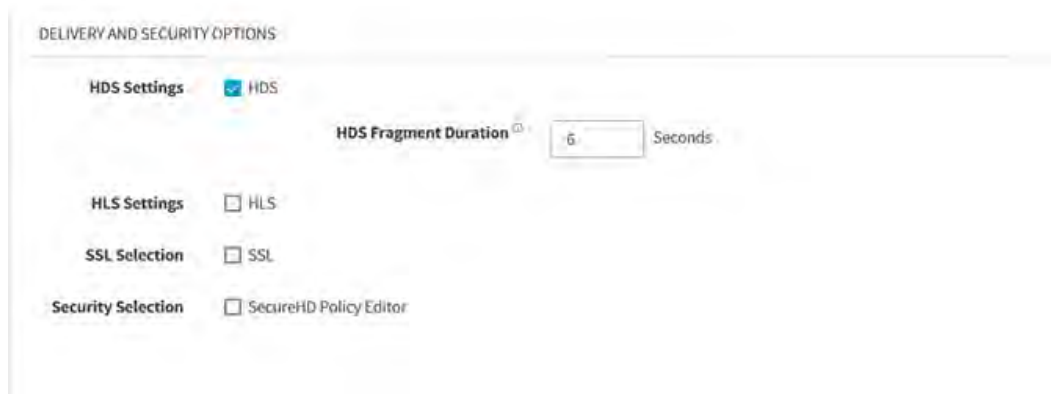 DELIVERY AND SECURITY OPTIONS
HDS Settings HDS
HDS Fragment Duration 6 Seconds
HLS Settings HLS
SSL Selection SSL
Security Selection SecureHD Policy Editor